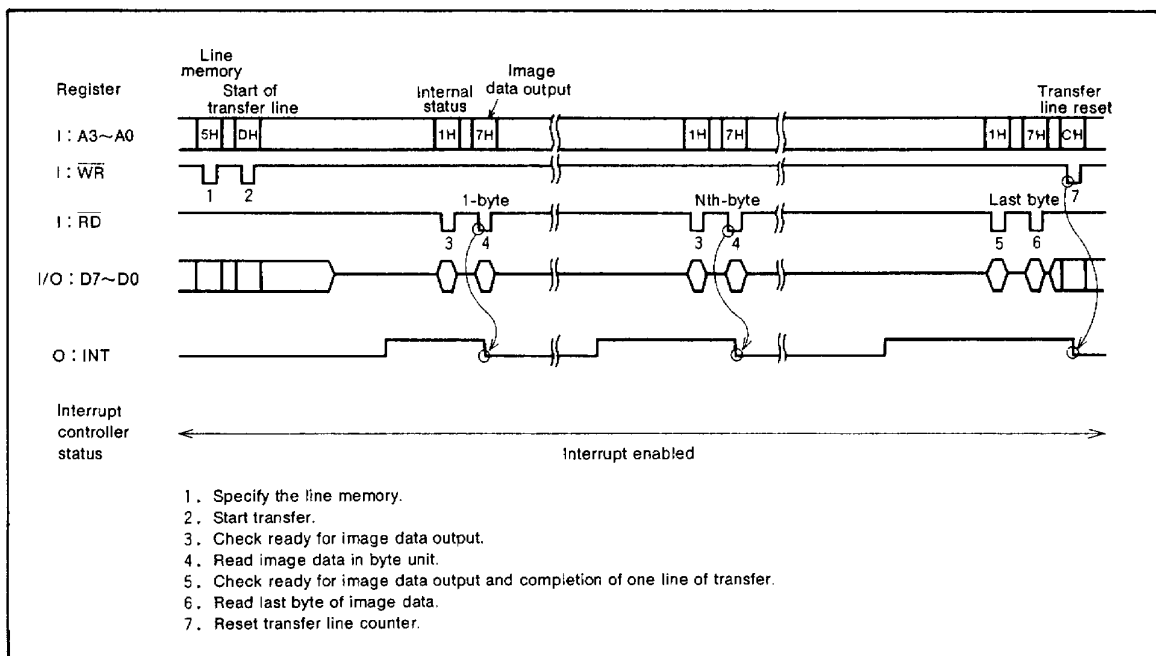 Line
memory
Register
Start of
transfer line
Internal
status
Image
data output
Transfer
line reset
I : A3~A0
5H DH 1H 7H 1H 7H 1H 7H CH
I : WR
1 2 7
I : RD
1-byte Nth-byte Last byte
3 4 3 4 5 6
I/O : D7~D0
O : INT
Interrupt
controller
status
Interrupt enabled
1. Specify the line memory.
2. Start transfer.
3. Check ready for image data output.
4. Read image data in byte unit.
5. Check ready for image data output and completion of one line of transfer.
6. Read last byte of image data.
7. Reset transfer line counter.